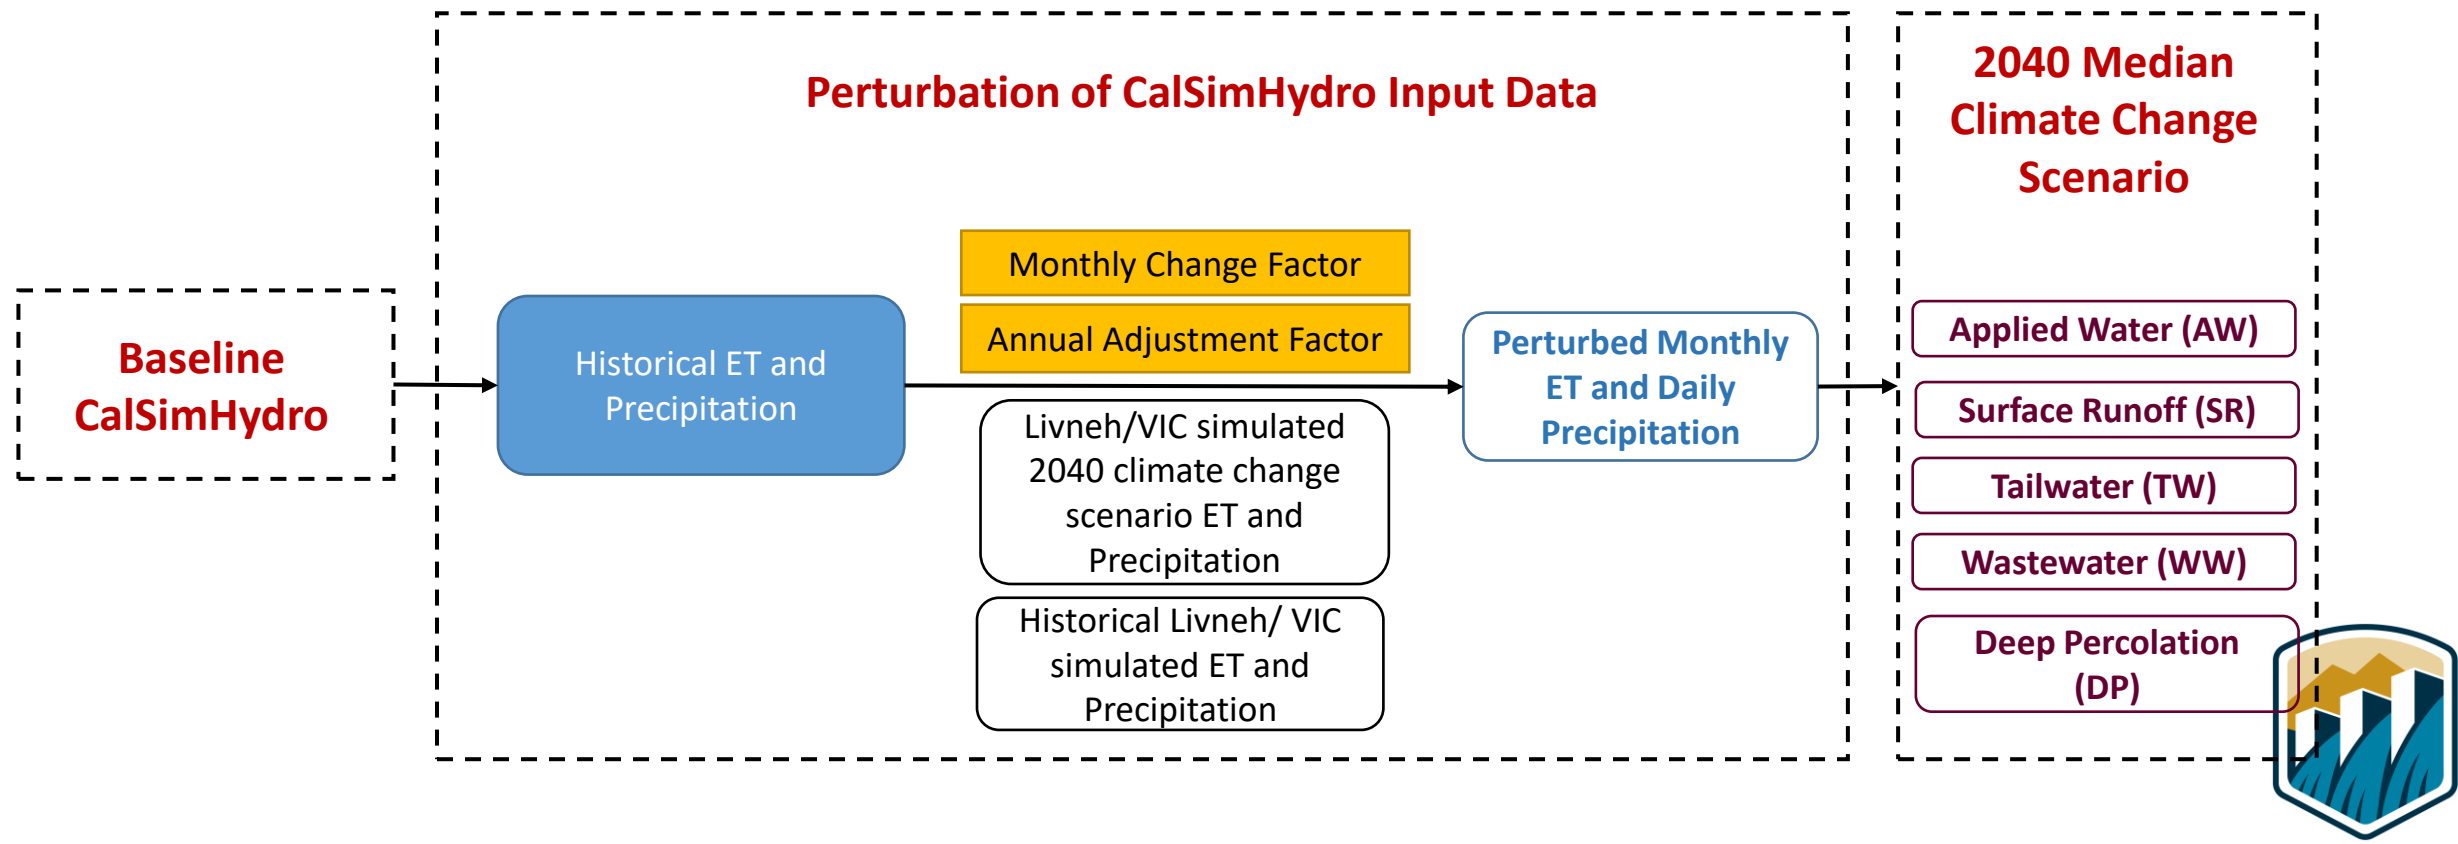 Perturbation of CalSimHydro Input Data
2040 Median
Climate Change
Scenario
Baseline
CalSimHydro
Historical ET and
Precipitation
Monthly Change Factor
Annual Adjustment Factor
Livneh/VIC simulated
2040 climate change
scenario ET and
Precipitation
Historical Livneh/ VIC
simulated ET and
Precipitation
Perturbed Monthly
ET and Daily
Precipitation
Applied Water (AW)
Surface Runoff (SR)
Tailwater (TW)
Wastewater (WW)
Deep Percolation
(DP)